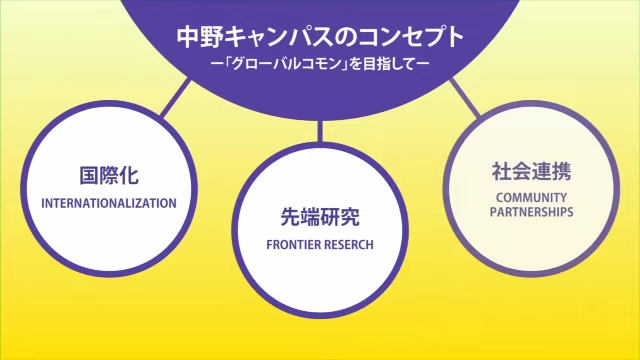 中野キャンパスのコンセプト
ー「グローバルコモン」を目指してー
国際化
INTERNATIONALIZATION
先端研究
FRONTIER RESERCH
社会連携
COMMUNITY
PARTNERSHIPS